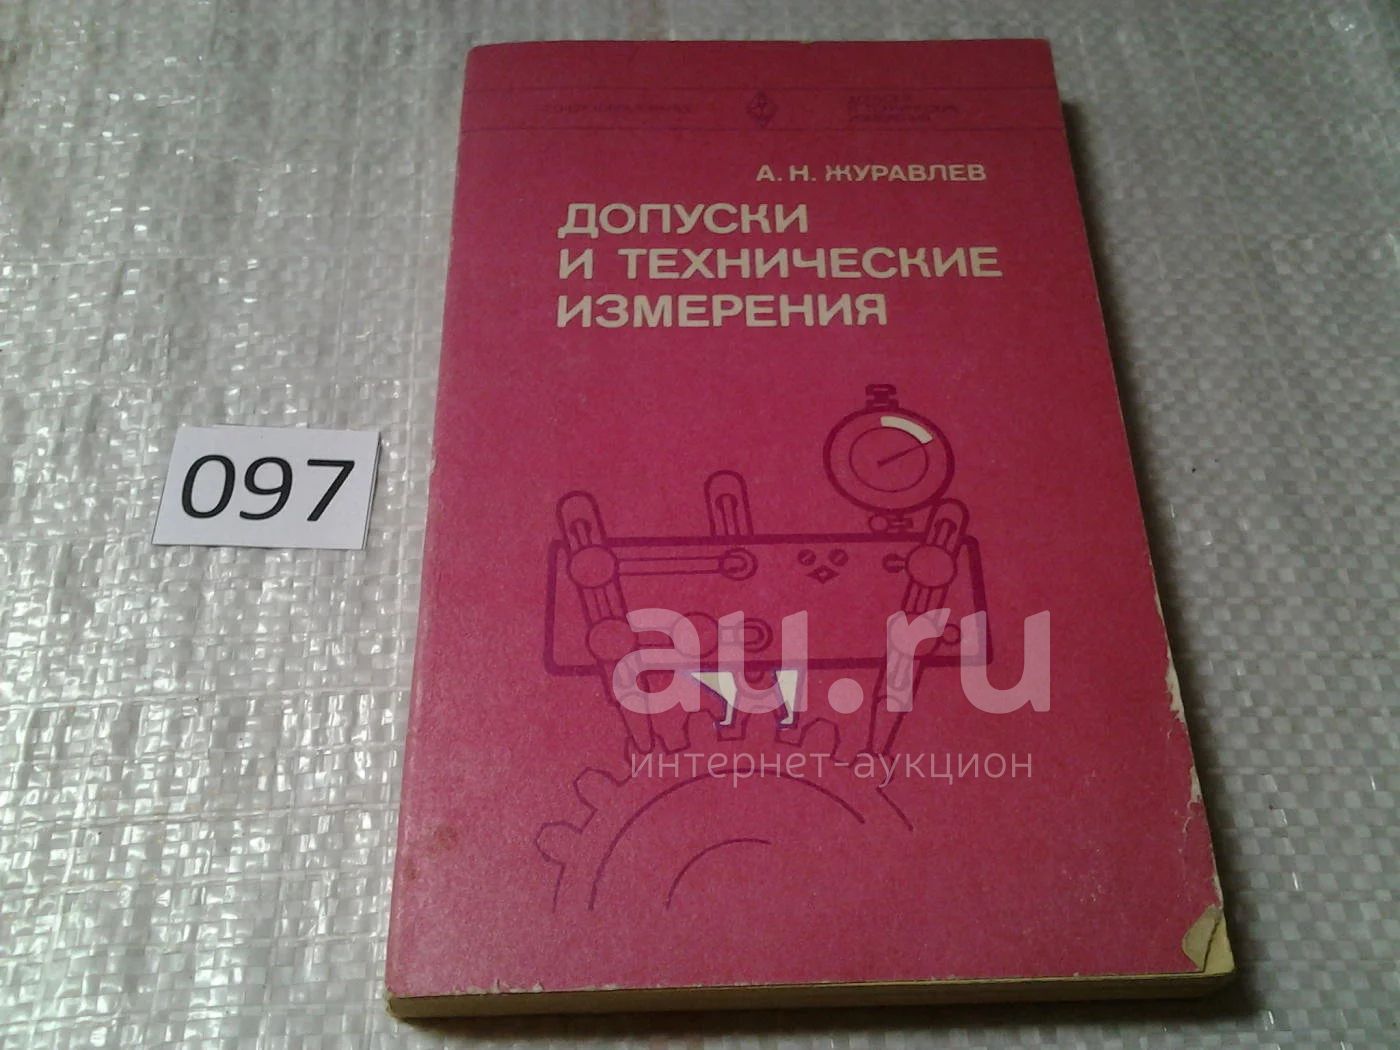 А. Н. ЖУРАВЛЕВ
ДОПУСКИ
И ТЕХНИЧЕСКИЕ
ИЗМЕРЕНИЯ
097
au.ru
интернет-аукцион